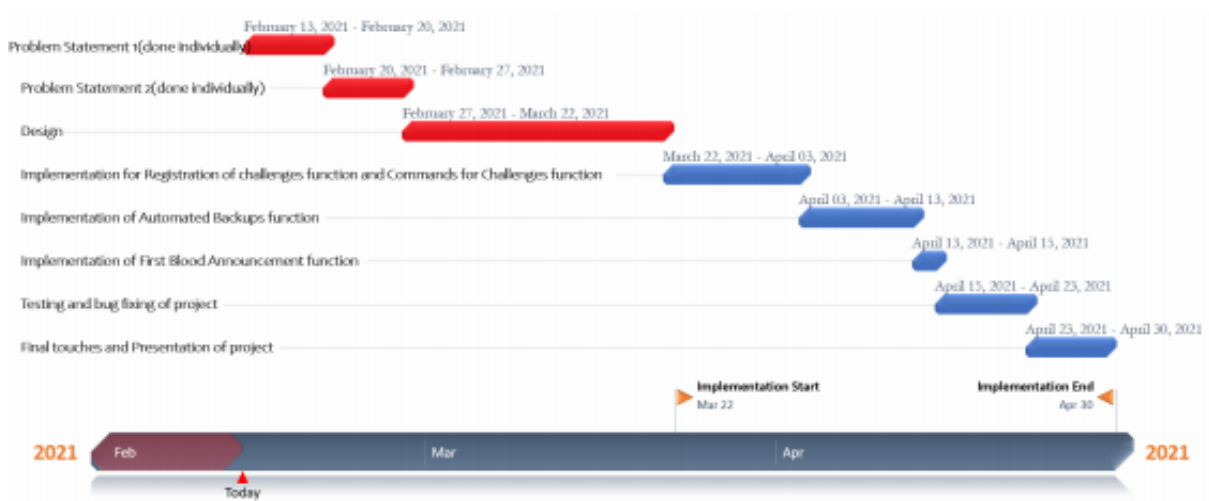 February 13, 2021 - February 20, 2021
Problem Statement 1(done individually)
February 20, 2021 - February 27, 2021
Problem Statement 2(done individually)
February 27, 2021 - March 22, 2021
Design
March 22, 2021 - April 03, 2021
Implementation for Registration of challenges function and Commands for Challenges function
April 03, 2021 - April 13, 2021
Implementation of Automated Backups function
April 13, 2021 - April 15, 2021
Implementation of First Blood Announcement function
April 15, 2021 - April 23, 2021
Testing and bug fixing of project
April 23, 2021 - April 30, 2021
Final touches and Presentation of project
Implementation Start
Mar 22
Implementation End
Apr 30
2021
Feb
Mar
Apr
2021
Today